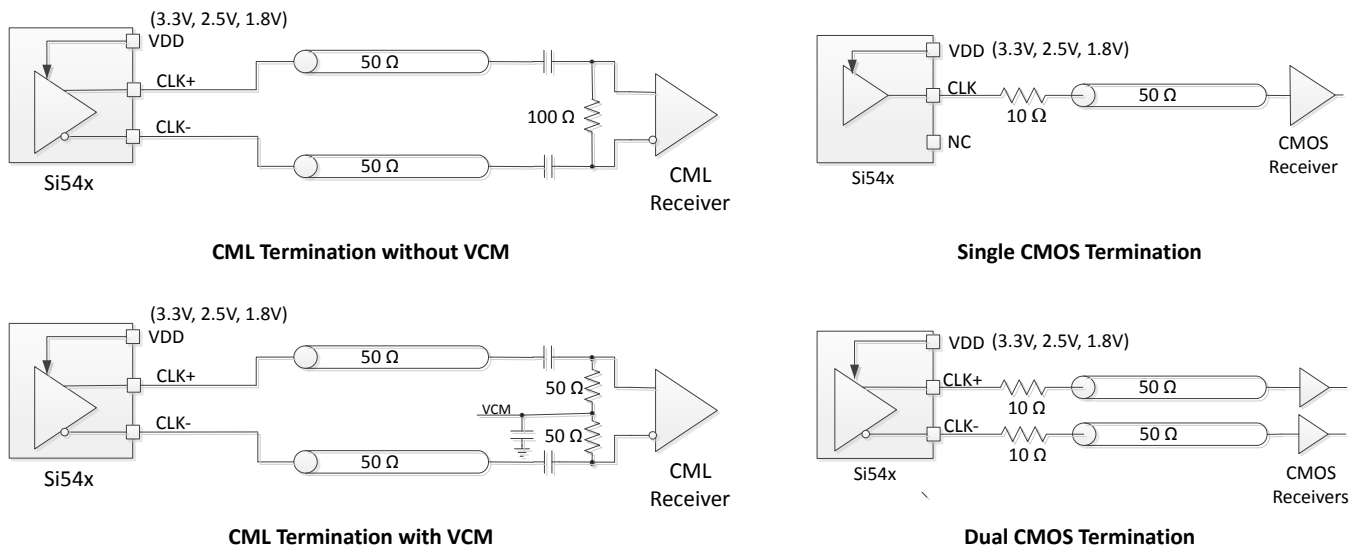 (3.3V, 2.5V, 1.8V)
VDD
CLK+
CLK-
50 Ω
50 Ω
100 Ω
CML
Receiver
Si54x
CML Termination without VCM
VDD (3.3V, 2.5V, 1.8V)
CLK
10 Ω
50 Ω
NC
CMOS
Receiver
Si54x
Single CMOS Termination
(3.3V, 2.5V, 1.8V)
VDD
CLK+
CLK-
50 Ω
50 Ω
50 Ω
VCM
50 Ω
CML
Receiver
Si54x
CML Termination with VCM
VDD (3.3V, 2.5V, 1.8V)
CLK+
10 Ω
50 Ω
CLK-
10 Ω
50 Ω
CMOS
Receivers
Si54x
Dual CMOS Termination